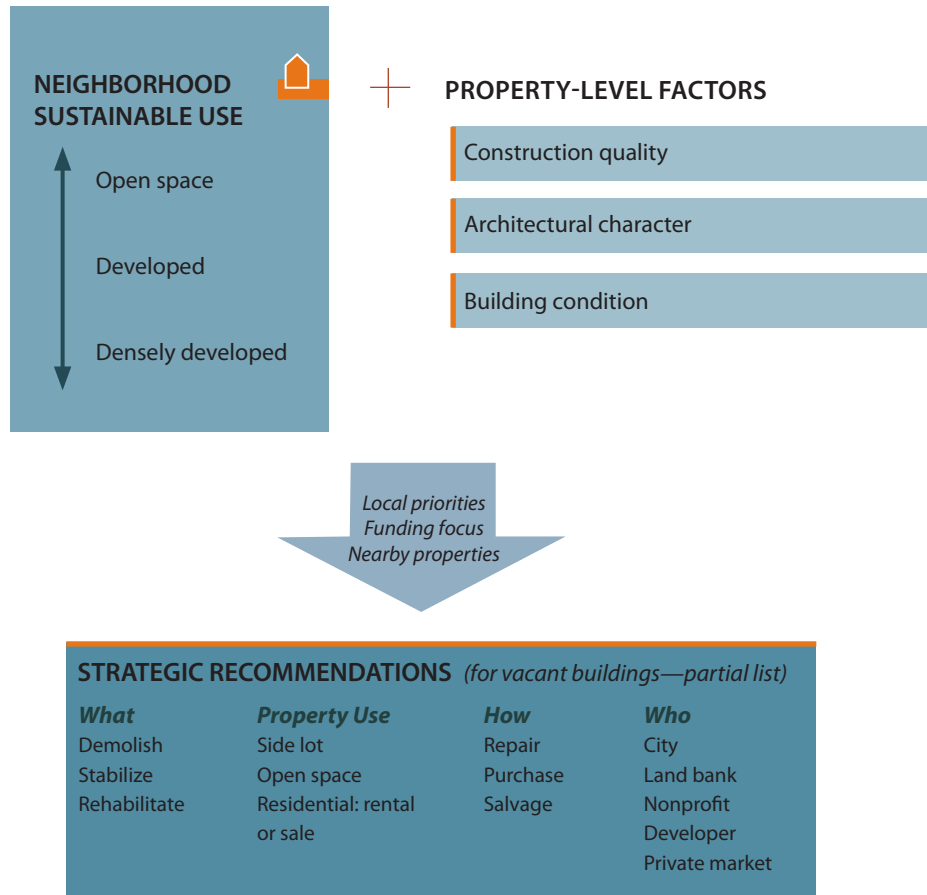 NEIGHBORHOOD
SUSTAINABLE USE
Open space
Developed
Densely developed
PROPERTY-LEVEL FACTORS
Construction quality
Architectural character
Building condition
Local priorities
Funding focus
Nearby properties
STRATEGIC RECOMMENDATIONS (for vacant buildings—partial list)
What
Demolish
Stabilize
Rehabilitate
Property Use
Side lot
Open space
Residential: rental
or sale
How
Repair
Purchase
Salvage
Who
City
Land bank
Nonprofit
Developer
Private market